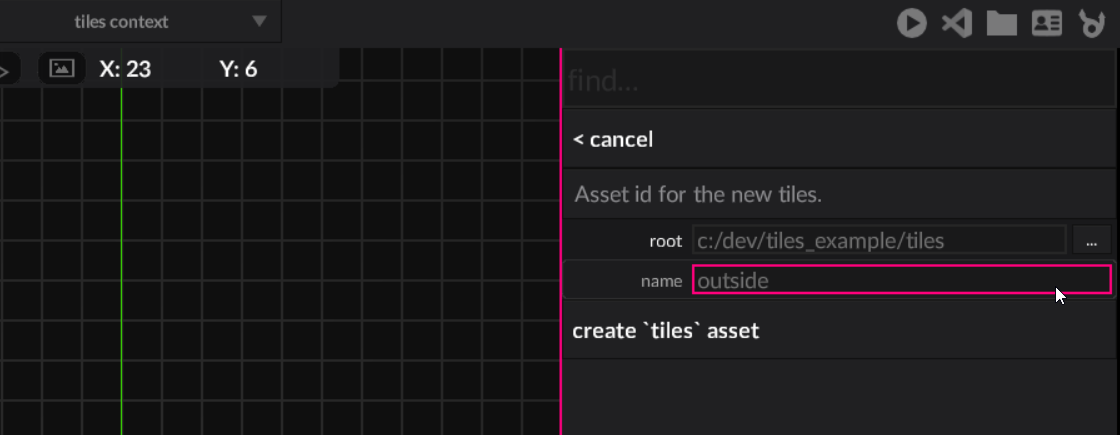 tiles context
X: 23 Y: 6
find...
< cancel
Asset id for the new tiles.
root c:/dev/tiles_example/tiles ...
name outside
create `tiles` asset